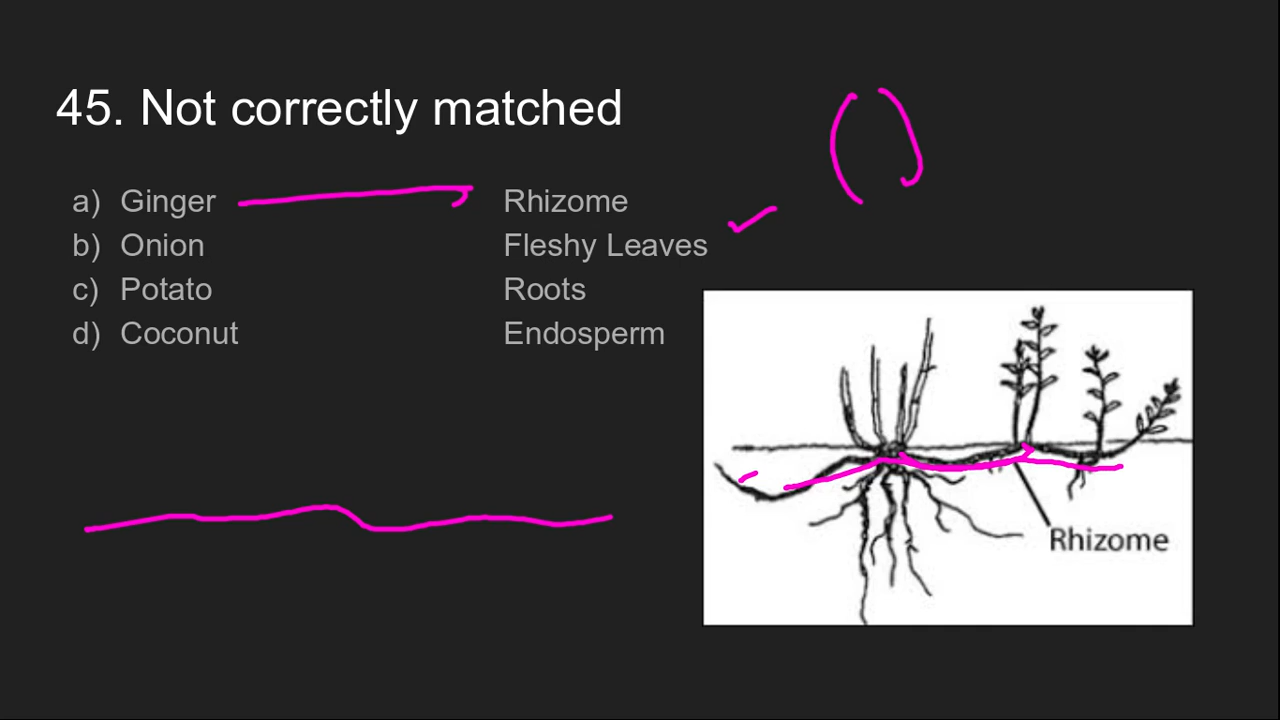 45. Not correctly matched
a) Ginger Rhizome
b) Onion Fleshy Leaves
c) Potato Roots
d) Coconut Endosperm
Rhizome